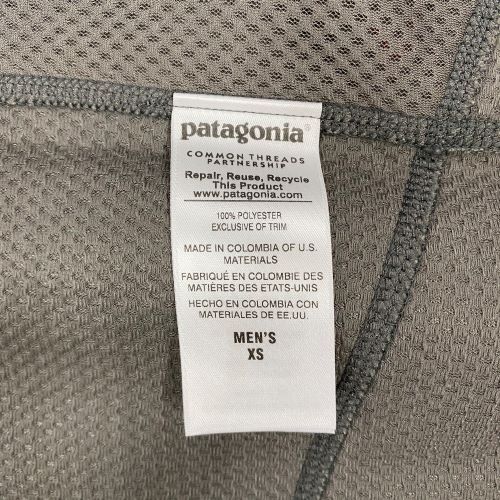 patagonia®
COMMON THREADS
PARTNERSHIP
Repair, Reuse, Recycle
This Product
www.patagonia.com
100% POLYESTER
EXCLUSIVE OF TRIM
MADE IN COLOMBIA OF U.S.
MATERIALS
FABRIQUÉ EN COLOMBIE DES
MATIÈRES DES ETATS-UNIS
HECHO EN COLOMBIA CON
MATERIALES DE EE.UU.
MEN'S
XS